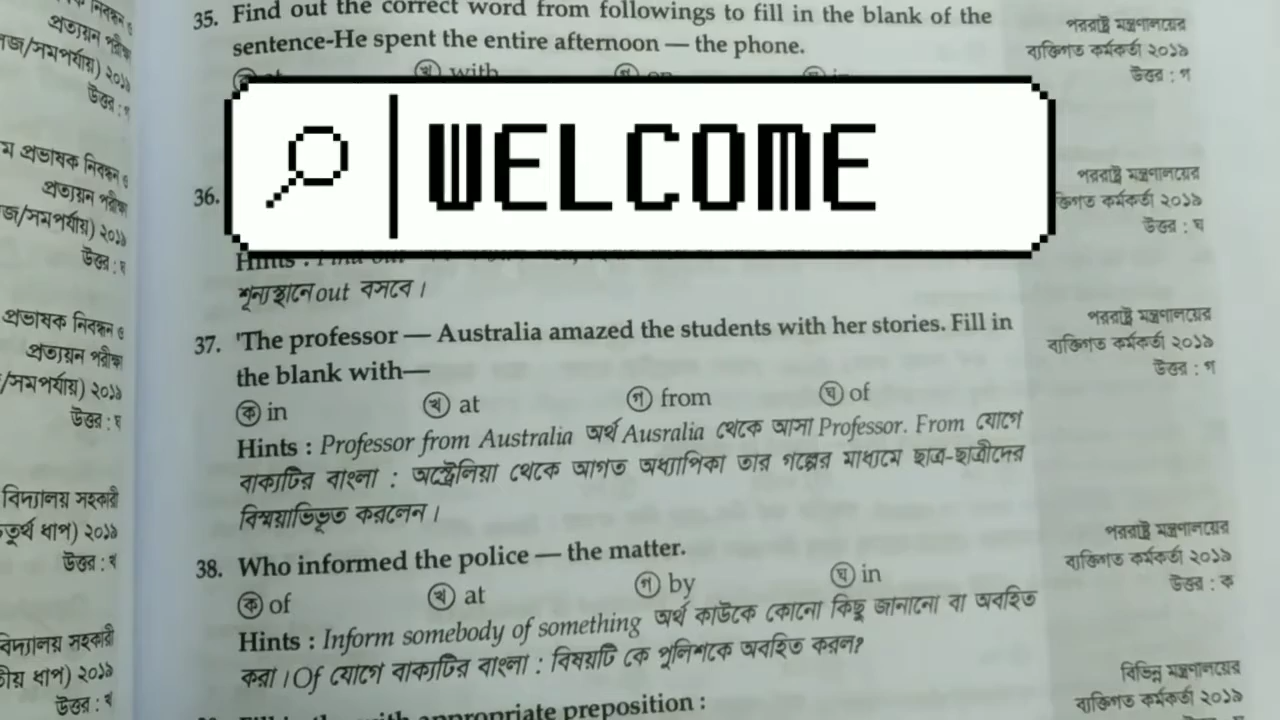 প্রত্যয়ন পরীক্ষা
উত্তর : গ
ম প্রভাষক নিবন্ধন ও
প্রত্যয়ন পরীক্ষা
জ/সমপর্যায়) ২০১৯
উত্তর : ঘ
প্রভাষক নিবন্ধন ও
প্রত্যয়ন পরীক্ষা
/সমপর্যায়) ২০১৯
উত্তর : ঘ
বিদ্যালয় সহকারী
তুর্থ ধাপ) ২০১৯
উত্তর : খ
বিদ্যালয় সহকারী
ীয় ধাপ) ২০১৯
উত্তর : খ
35. Find out the correct word from followings to fill in the blank of the
sentence-He spent the entire afternoon — the phone.
খ with
WELCOME
36.
Hints :
শূন্যস্থানে out বসবে।
37. 'The professor — Australia amazed the students with her stories. Fill in
the blank with—
ক in খ at গ from ঘ of
Hints : Professor from Australia অর্থ Ausralia থেকে আসা Professor. From যোগে
বাক্যটির বাংলা : অস্ট্রেলিয়া থেকে আগত অধ্যাপিকা তার গল্পের মাধ্যমে ছাত্র-ছাত্রীদের
বিস্ময়াভিভূত করলেন।
38. Who informed the police — the matter.
ক of খ at গ by ঘ in
Hints : Inform somebody of something অর্থ কাউকে কোনো কিছু জানানো বা অবহিত
করা। Of যোগে বাক্যটির বাংলা : বিষয়টি কে পুলিশকে অবহিত করল?
appropriate preposition :
পররাষ্ট্র মন্ত্রণালয়ের
ব্যক্তিগত কর্মকর্তা ২০১৯
উত্তর : গ
পররাষ্ট্র মন্ত্রণালয়ের
ক্তিগত কর্মকর্তা ২০১৯
উত্তর : ঘ
পররাষ্ট্র মন্ত্রণালয়ের
ব্যক্তিগত কর্মকর্তা ২০১৯
উত্তর : গ
পররাষ্ট্র মন্ত্রণালয়ের
ব্যক্তিগত কর্মকর্তা ২০১৯
উত্তর : ক
বিভিন্ন মন্ত্রণালয়ের
ব্যক্তিগত কর্মকর্তা ২০১৯